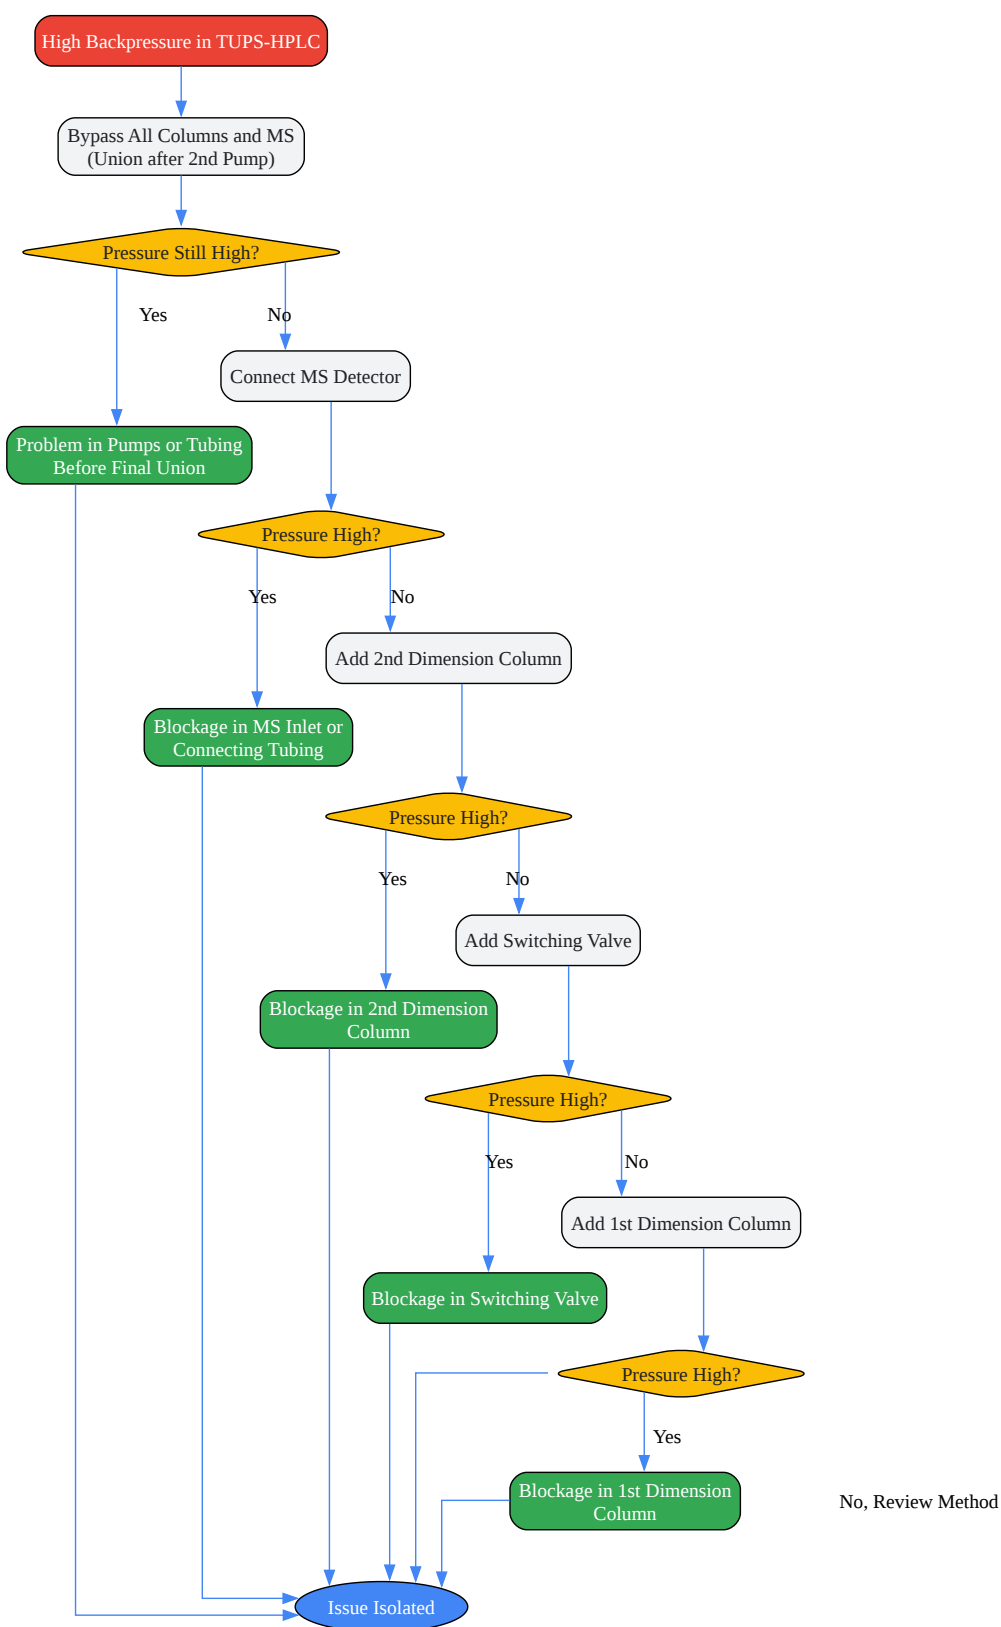 High Backpressure in TUPS-HPLC
Bypass All Columns and MS
(Union after 2nd Pump)
Pressure Still High?
Yes
No
Connect MS Detector
Problem in Pumps or Tubing
Before Final Union
Pressure High?
Yes
No
Add 2nd Dimension Column
Blockage in MS Inlet or
Connecting Tubing
Pressure High?
Yes
No
Add Switching Valve
Blockage in 2nd Dimension
Column
Pressure High?
Yes
No
Add 1st Dimension Column
Blockage in Switching Valve
Pressure High?
Yes
Blockage in 1st Dimension
Column
No, Review Method
Issue Isolated